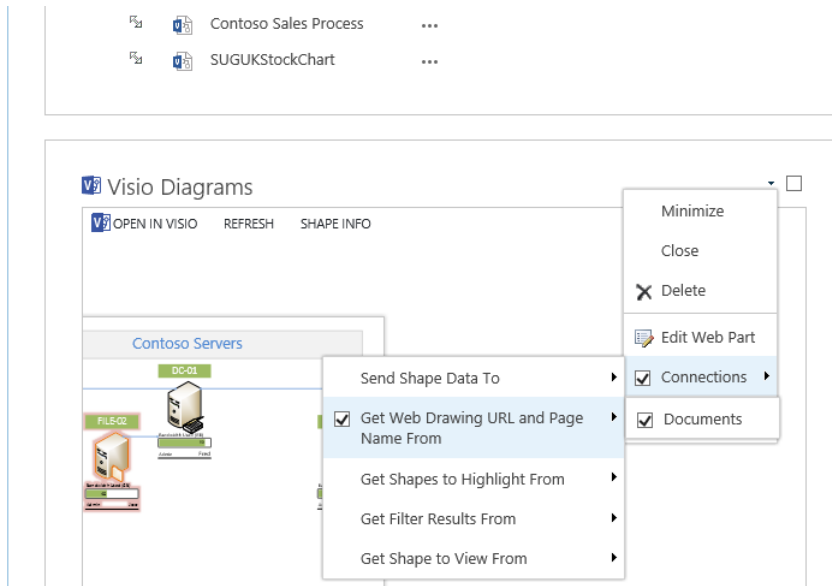 Contoso Sales Process ...
SUGUKStockChart ...
Visio Diagrams
OPEN IN VISIO REFRESH SHAPE INFO
Minimize
Close
Delete
Edit Web Part
Connections
Documents
Contoso Servers
DC-01
FILE-02
Send Shape Data To
Get Web Drawing URL and Page
Name From
Get Shapes to Highlight From
Get Filter Results From
Get Shape to View From